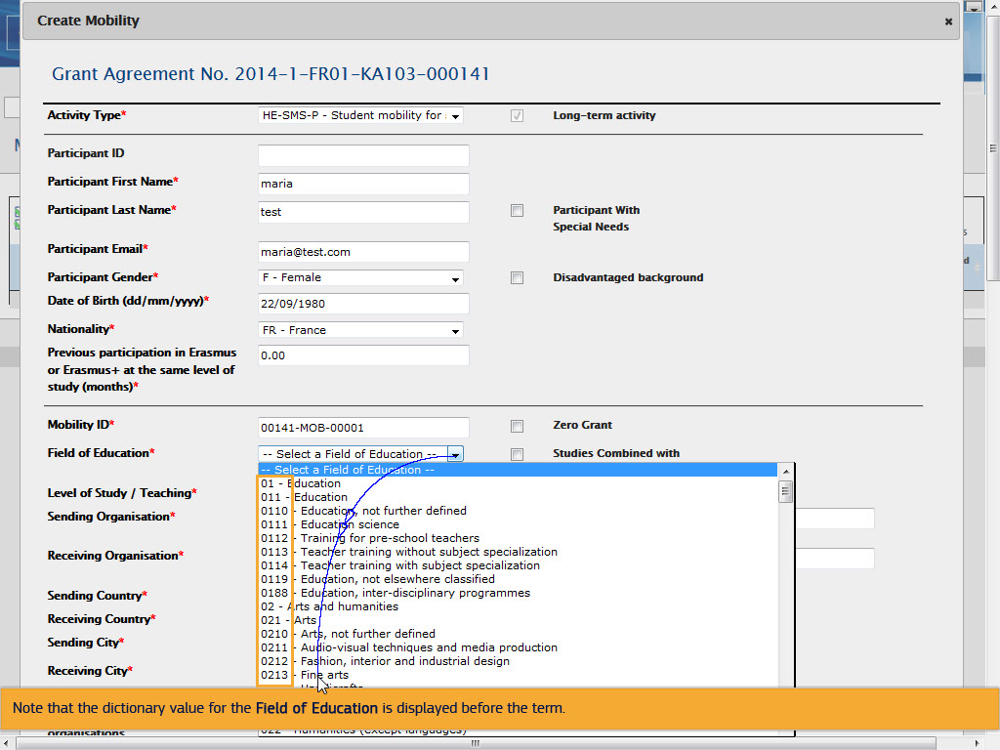 Create Mobility
Grant Agreement No. 2014-1-FR01-KA103-000141
Activity Type* HE-SMS-P - Student mobility for Long-term activity
Participant ID
Participant First Name* maria
Participant Last Name* test Participant With
Special Needs
Participant Email* maria@test.com
Participant Gender* F - Female Disadvantaged background
Date of Birth (dd/mm/yyyy)* 22/09/1980
Nationality* FR - France
Previous participation in Erasmus 0.00
or Erasmus+ at the same level of
study (months)*
Mobility ID* 00141-MOB-00001 Zero Grant
Field of Education* -- Select a Field of Education -- Studies Combined with
-- Select a Field of Education --
01 - Education
Level of Study / Teaching* 011 - Education
0110 - Education, not further defined
Sending Organisation* 0111 - Education science
0112 - Training for pre-school teachers
0113 - Teacher training without subject specialization
Receiving Organisation* 0114 - Teacher training with subject specialization
0119 - Education, not elsewhere classified
Sending Country* 0188 - Education, inter-disciplinary programmes
02 - Arts and humanities
Receiving Country* 021 - Arts
0210 - Arts, not further defined
Sending City* 0211 - Audio-visual techniques and media production
0212 - Fashion, interior and industrial design
Receiving City* 0213 - Fine arts
Note that the dictionary value for the Field of Education is displayed before the term.
organisations 022 - Humanities (except languages)